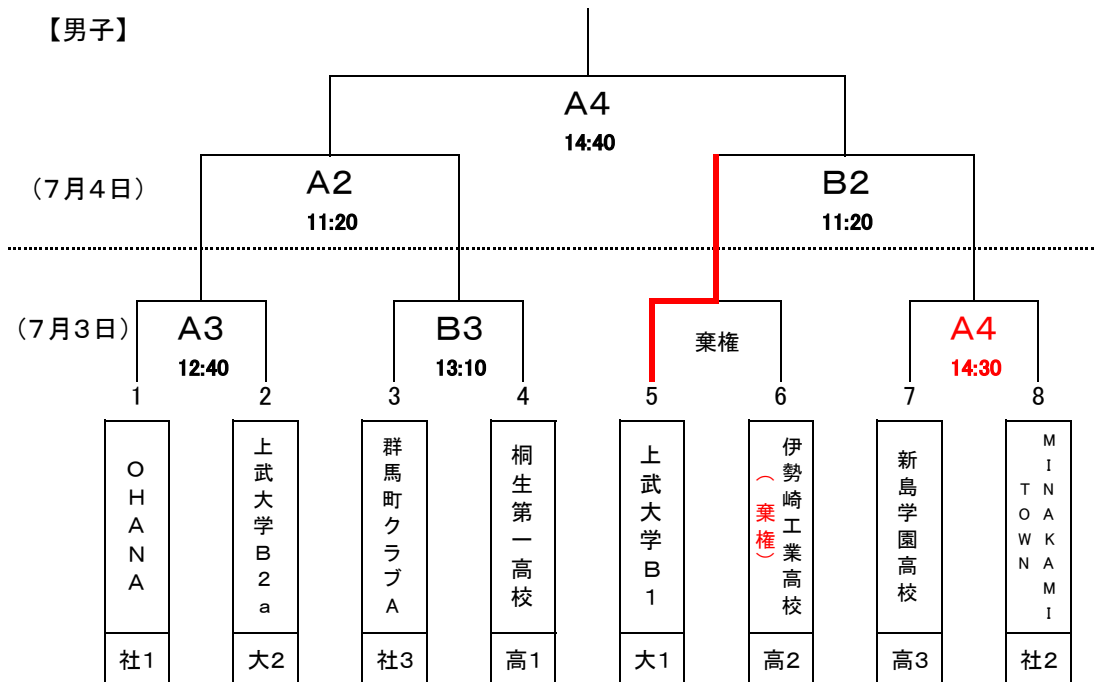 【男子】
A4
14:40
(7月4日)
A2
11:20
B2
11:20
(7月3日)
A3
12:40
B3
13:10
棄権
A4
14:30
1
2
3
4
5
6
7
8
OHANA
上武大学B2a
群馬町クラブA
桐生第一高校
上武大学B1
伊勢崎工業高校
(棄権)
新島学園高校
MINAKAMI
TOWN
社1
大2
社3
高1
大1
高2
高3
社2